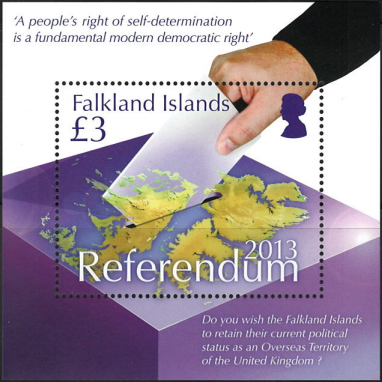 ‘A people's right of self-determination
is a fundamental modern democratic right’
Falkland Islands
£3
2013
Referendum
Do you wish the Falkland Islands
to retain their current political
status as an Overseas Territory
of the United Kingdom ?